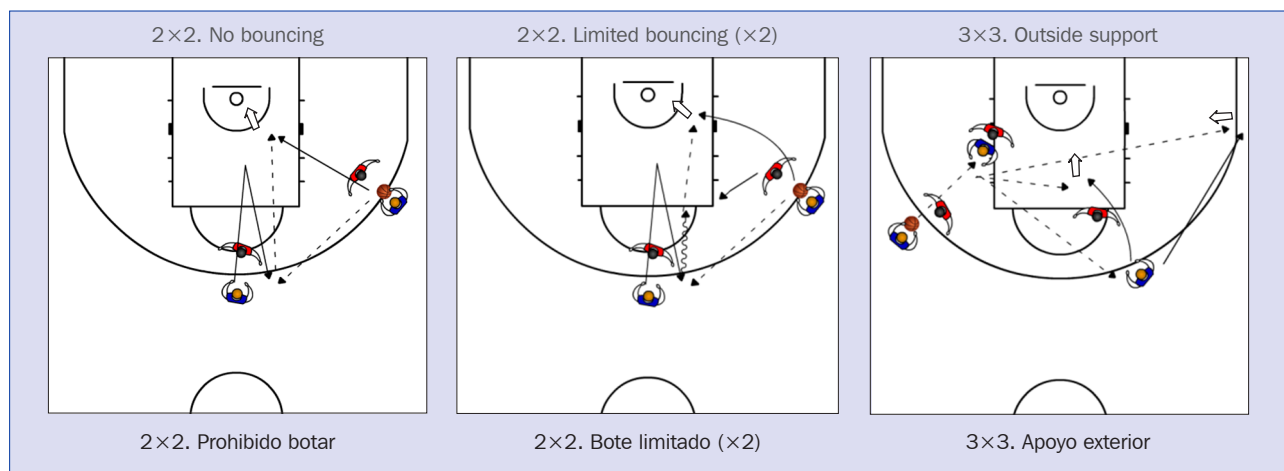 2×2. No bouncing
2×2. Limited bouncing (×2)
3×3. Outside support
2×2. Prohibido botar
2×2. Bote limitado (×2)
3×3. Apoyo exterior